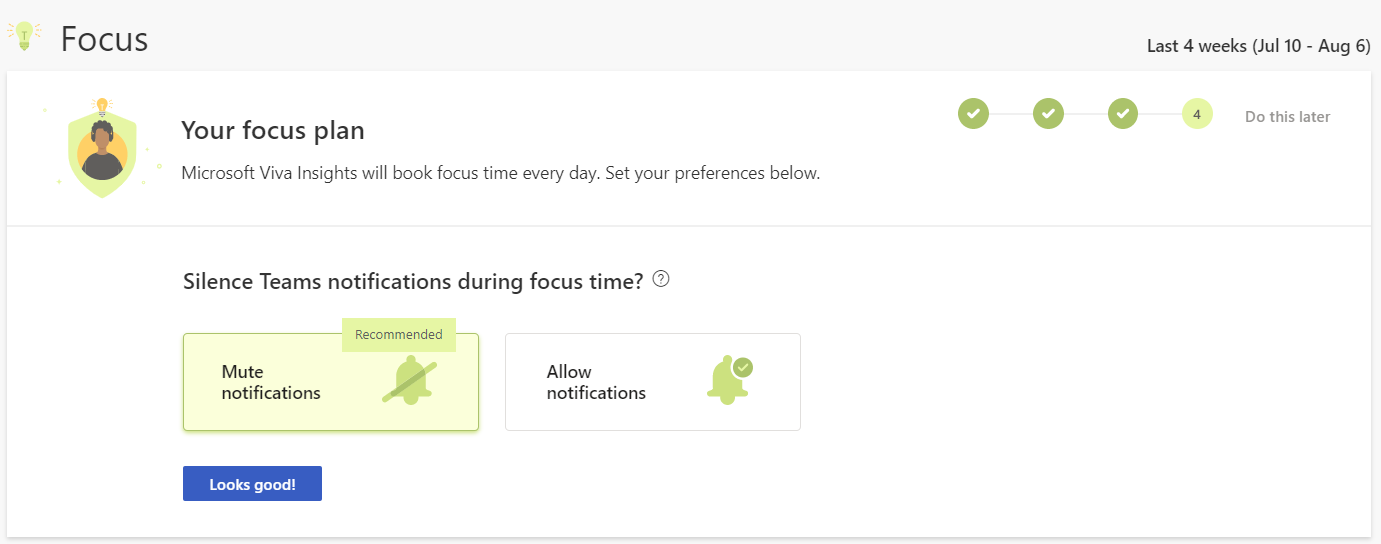 Focus
Last 4 weeks (Jul 10 - Aug 6)
Your focus plan
4
Do this later
Microsoft Viva Insights will book focus time every day. Set your preferences below.
Silence Teams notifications during focus time? ?
Recommended
Mute
notifications
Allow
notifications
Looks good!